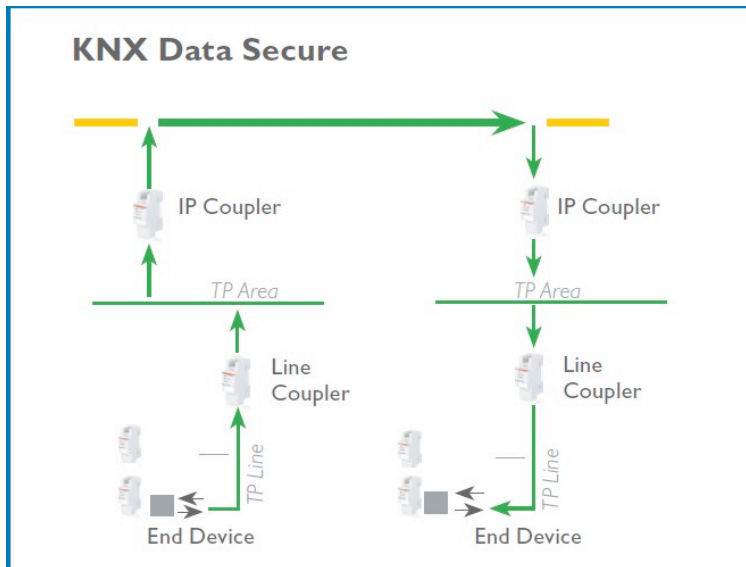 KNX Data Secure
IP Coupler
IP Coupler
TP Area
TP Area
Line
Coupler
Line
Coupler
TP Line
TP Line
End Device
End Device